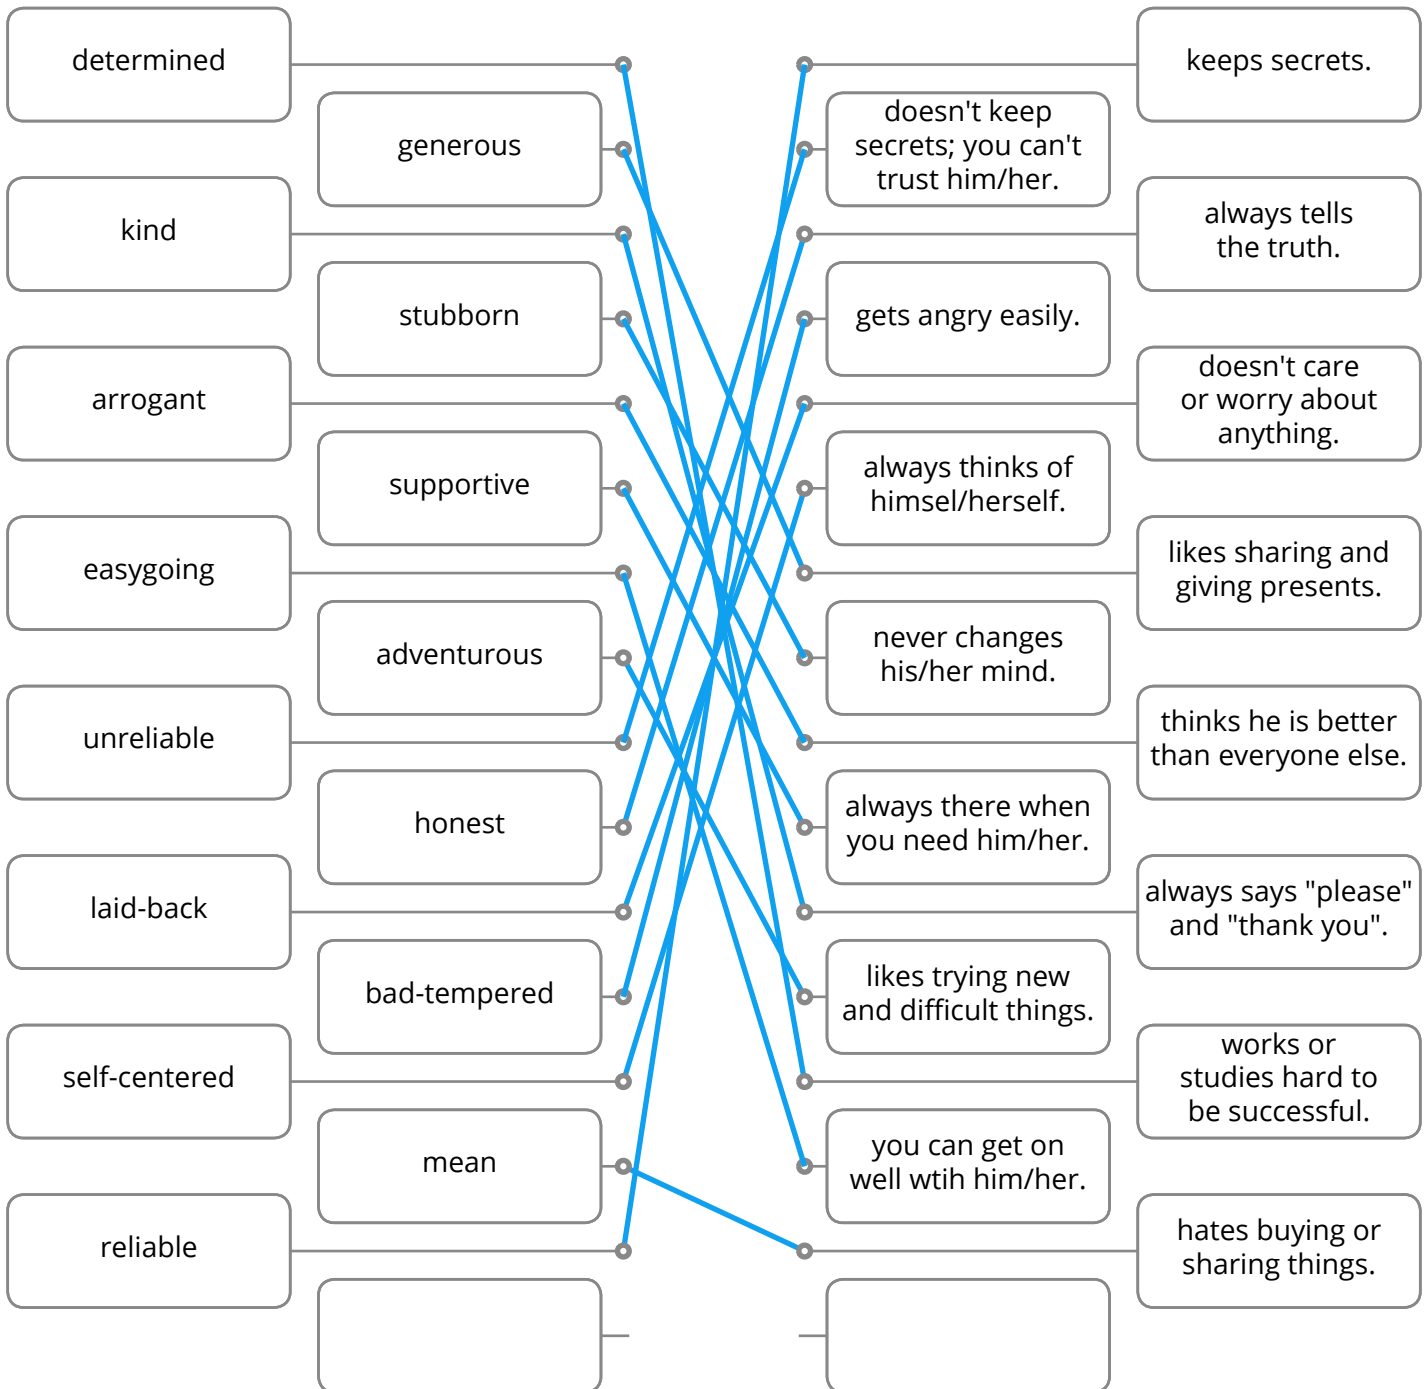 determined
generous
kind
stubborn
arrogant
supportive
easygoing
adventurous
unreliable
honest
laid-back
bad-tempered
self-centered
mean
reliable
keeps secrets.
doesn't keep
secrets; you can't
trust him/her.
always tells
the truth.
gets angry easily.
doesn't care
or worry about
anything.
always thinks of
himsel/herself.
likes sharing and
giving presents.
never changes
his/her mind.
thinks he is better
than everyone else.
always there when
you need him/her.
always says "please"
and "thank you".
likes trying new
and difficult things.
works or
studies hard to
be successful.
you can get on
well wtih him/her.
hates buying or
sharing things.